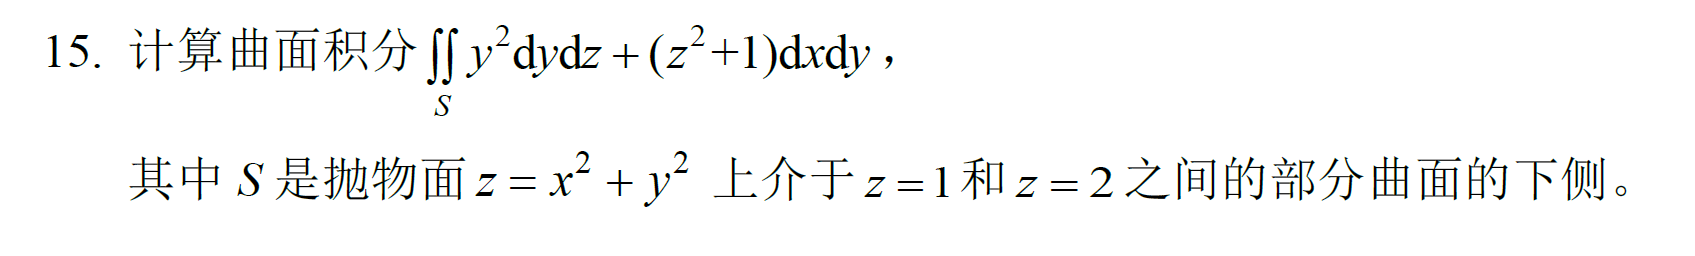 15. 计算曲面积分 ∬_S y²dydz + (z²+1)dxdy，
其中 S 是抛物面 z = x² + y² 上介于 z = 1 和 z = 2 之间的部分曲面的下侧。